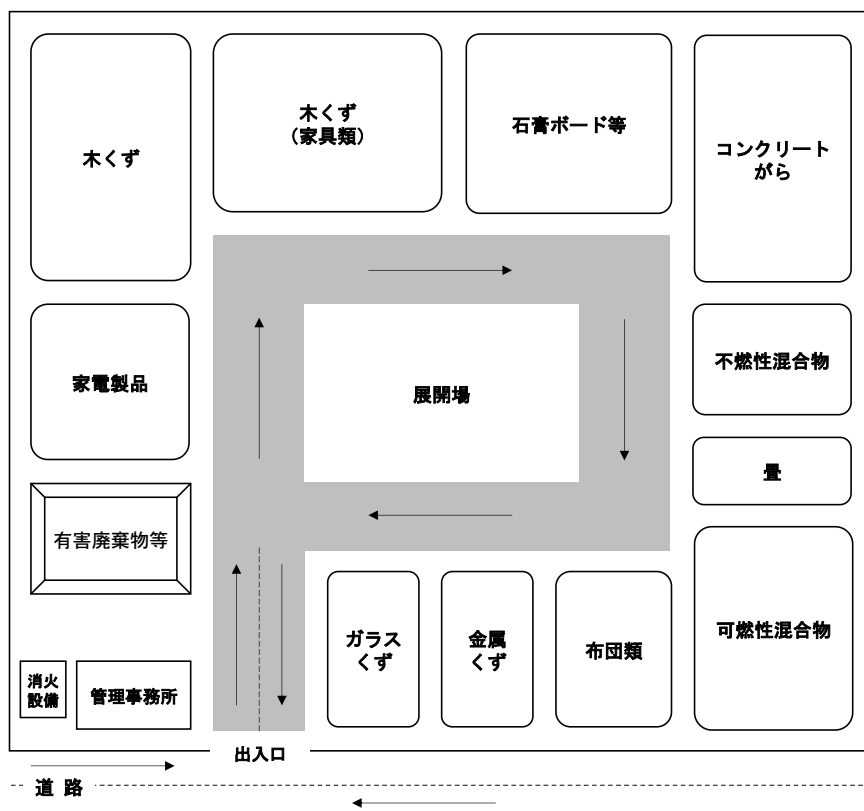 木くず
木くず
（家具類）
石膏ボード等
コンクリート
がら
家電製品
展開場
不燃性混合物
畳
有害廃棄物等
ガラス
くず
金属
くず
布団類
可燃性混合物
消火
設備
管理事務所
出入口
道 路